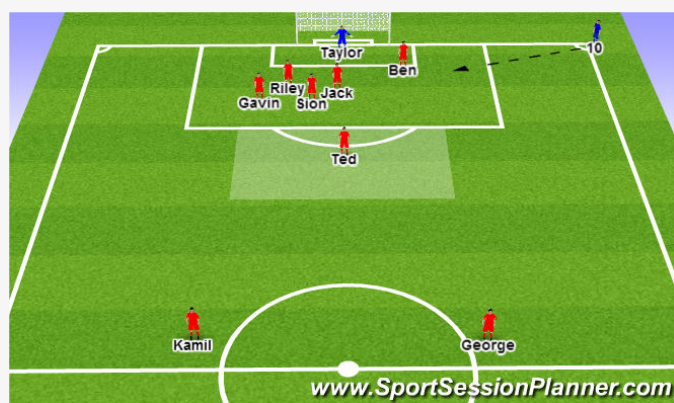 10
Taylor
Ben
Riley
Jack
Gavin
Sion
Ted
Kamil
George
www.SportSessionPlanner.com